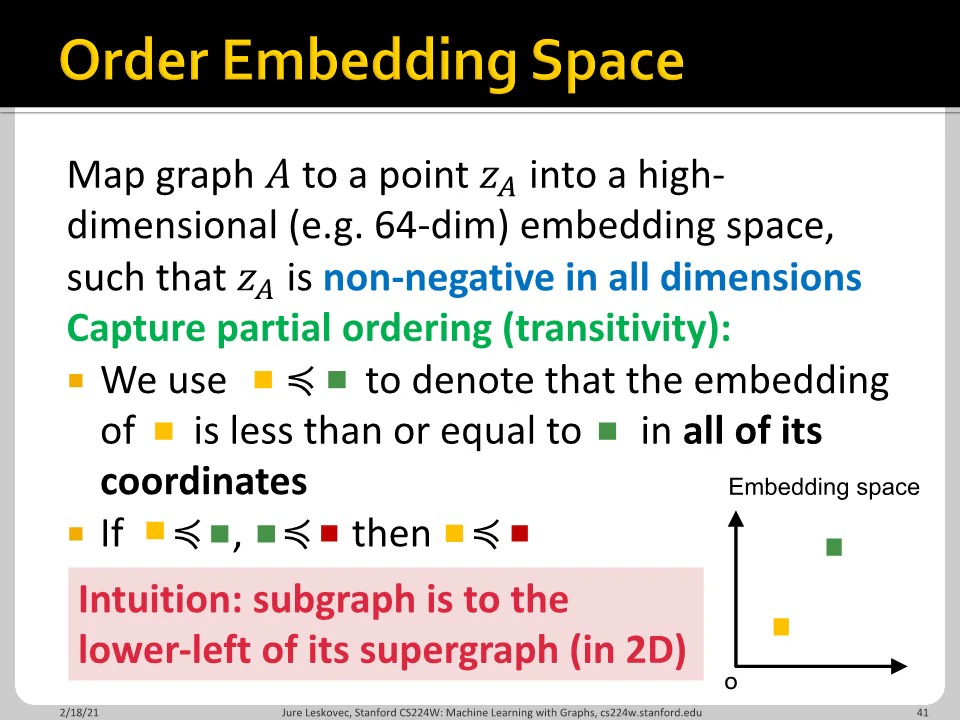 Order Embedding Space
Map graph A to a point z_A into a high-
dimensional (e.g. 64-dim) embedding space,
such that z_A is non-negative in all dimensions
Capture partial ordering (transitivity):
▪ We use ■ ≼ ■ to denote that the embedding
of ■ is less than or equal to ■ in all of its
coordinates
▪ If ■ ≼ ■, ■ ≼ ■ then ■ ≼ ■
Intuition: subgraph is to the
lower-left of its supergraph (in 2D)
Embedding space
O
2/18/21 Jure Leskovec, Stanford CS224W: Machine Learning with Graphs, cs224w.stanford.edu 41